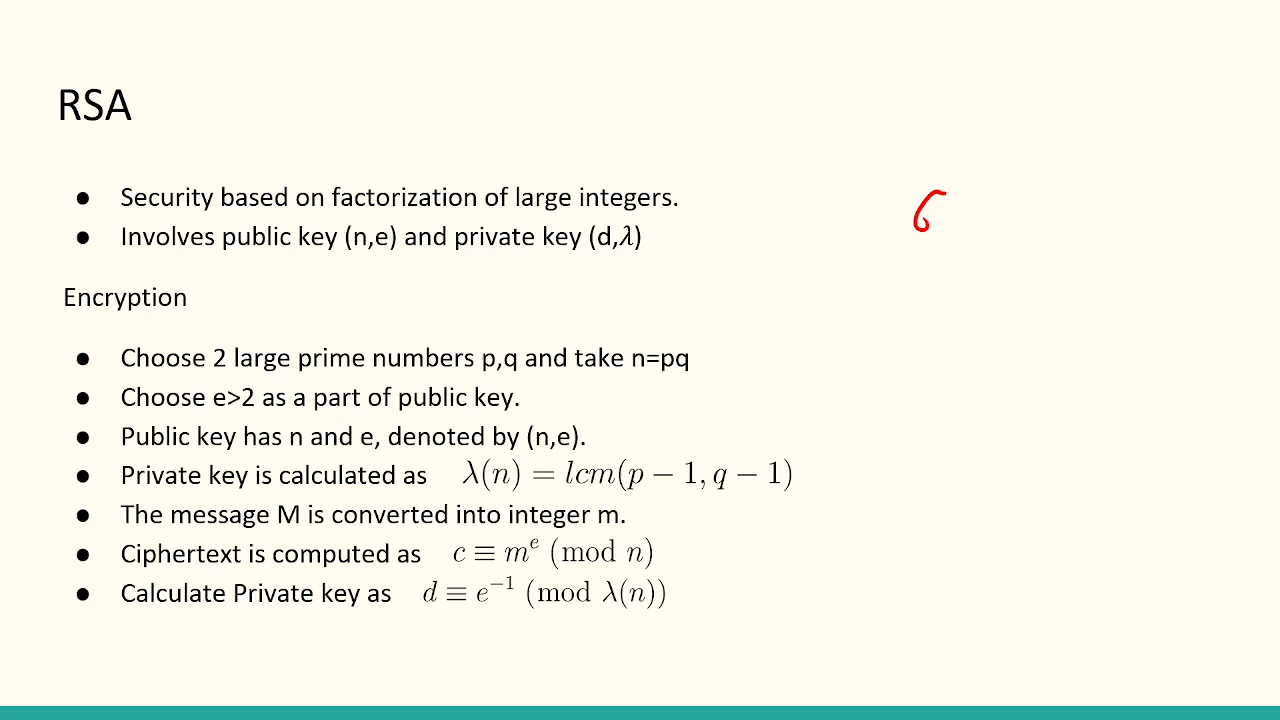 RSA
● Security based on factorization of large integers.
● Involves public key (n,e) and private key (d,λ)
Encryption
● Choose 2 large prime numbers p,q and take n=pq
● Choose e>2 as a part of public key.
● Public key has n and e, denoted by (n,e).
● Private key is calculated as λ(n) = lcm(p − 1, q − 1)
● The message M is converted into integer m.
● Ciphertext is computed as c ≡ mᵉ (mod n)
● Calculate Private key as d ≡ e⁻¹ (mod λ(n))